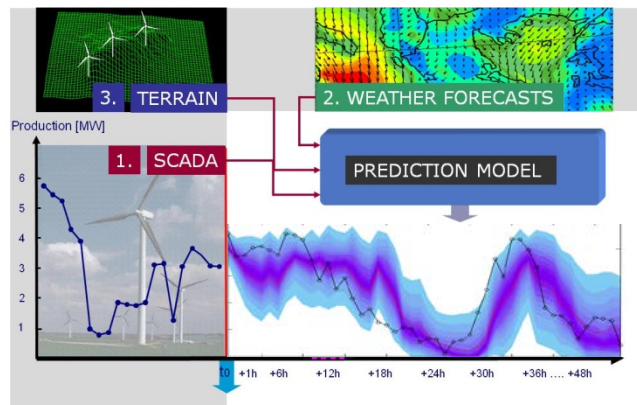 3. TERRAIN
2. WEATHER FORECASTS
Production [MW]
1. SCADA
PREDICTION MODEL
6
5
4
3
2
1
to +1h +6h +12h +18h +24h +30h +36h .... +48h